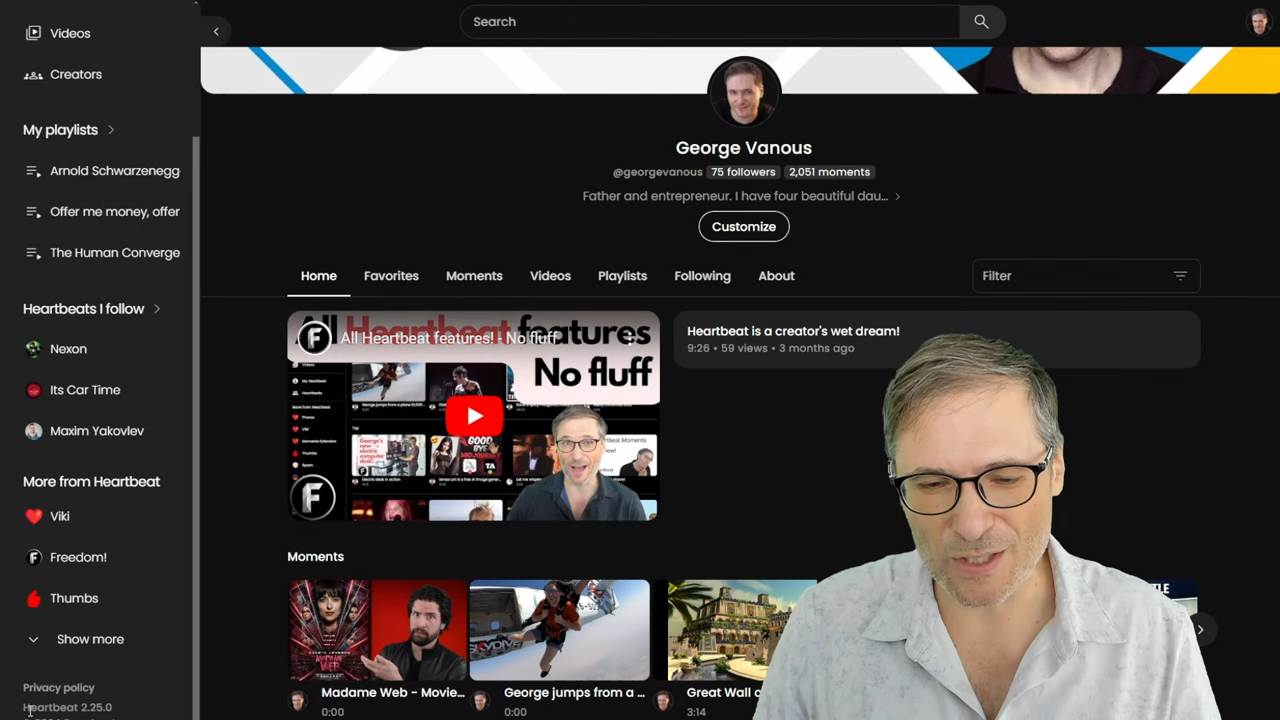 Search
Videos
Creators
My playlists
Arnold Schwarzenegg
Offer me money, offer
The Human Converge
Heartbeats I follow
Nexon
Its Car Time
Maxim Yakovlev
More from Heartbeat
Viki
Freedom!
Thumbs
Show more
Privacy policy
Heartbeat 2.25.0
George Vanous
@georgevanous 75 followers 2,051 moments
Father and entrepreneur. I have four beautiful dau...
Customize
Home Favorites Moments Videos Playlists Following About
Filter
All Heartbeat features
All Heartbeat features! - No fluff
No fluff
Heartbeat is a creator's wet dream!
9:26 • 59 views • 3 months ago
Moments
Madame Web - Movie...
0:00
George jumps from a ...
0:00
Great Wall
3:14